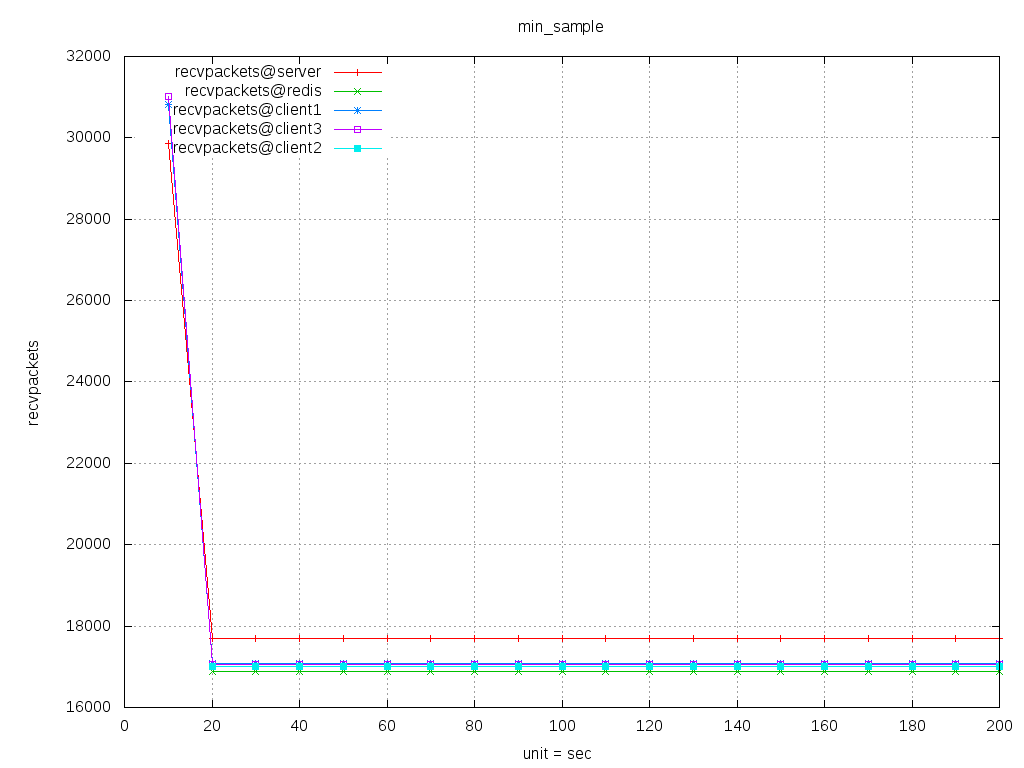 min_sample
recvpackets@server
recvpackets@redis
recvpackets@client1
recvpackets@client3
recvpackets@client2
32000
30000
28000
26000
24000
22000
20000
18000
16000
recvpackets
0 20 40 60 80 100 120 140 160 180 200
unit = sec